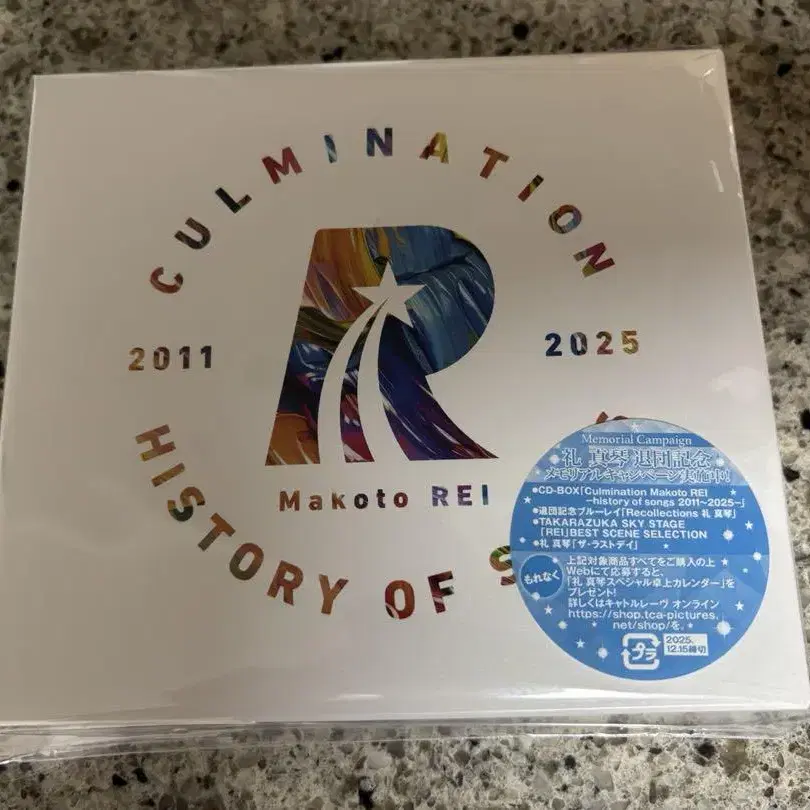 CULMINATION
2011
2025
Makoto REI
HISTORY OF S
Memorial Campaign
礼 真琴 退団記念
メモリアルキャンペーン実施中!
●CD-BOX「Culmination Makoto REI
~history of songs 2011~2025~」
●退団記念ブルーレイ「Recollections 礼 真琴」
●TAKARAZUKA SKY STAGE
「REI」BEST SCENE SELECTION
●礼 真琴「ザ・ラストデイ」
もれなく
上記対象商品すべてをご購入の上
Webにて応募すると、
「礼 真琴スペシャル卓上カレンダー」を
プレゼント!
詳しくはキャトルレーヴ オンライン
https://shop.tca-pictures.
net/shop/を。
プラ
2025.
12.15締切